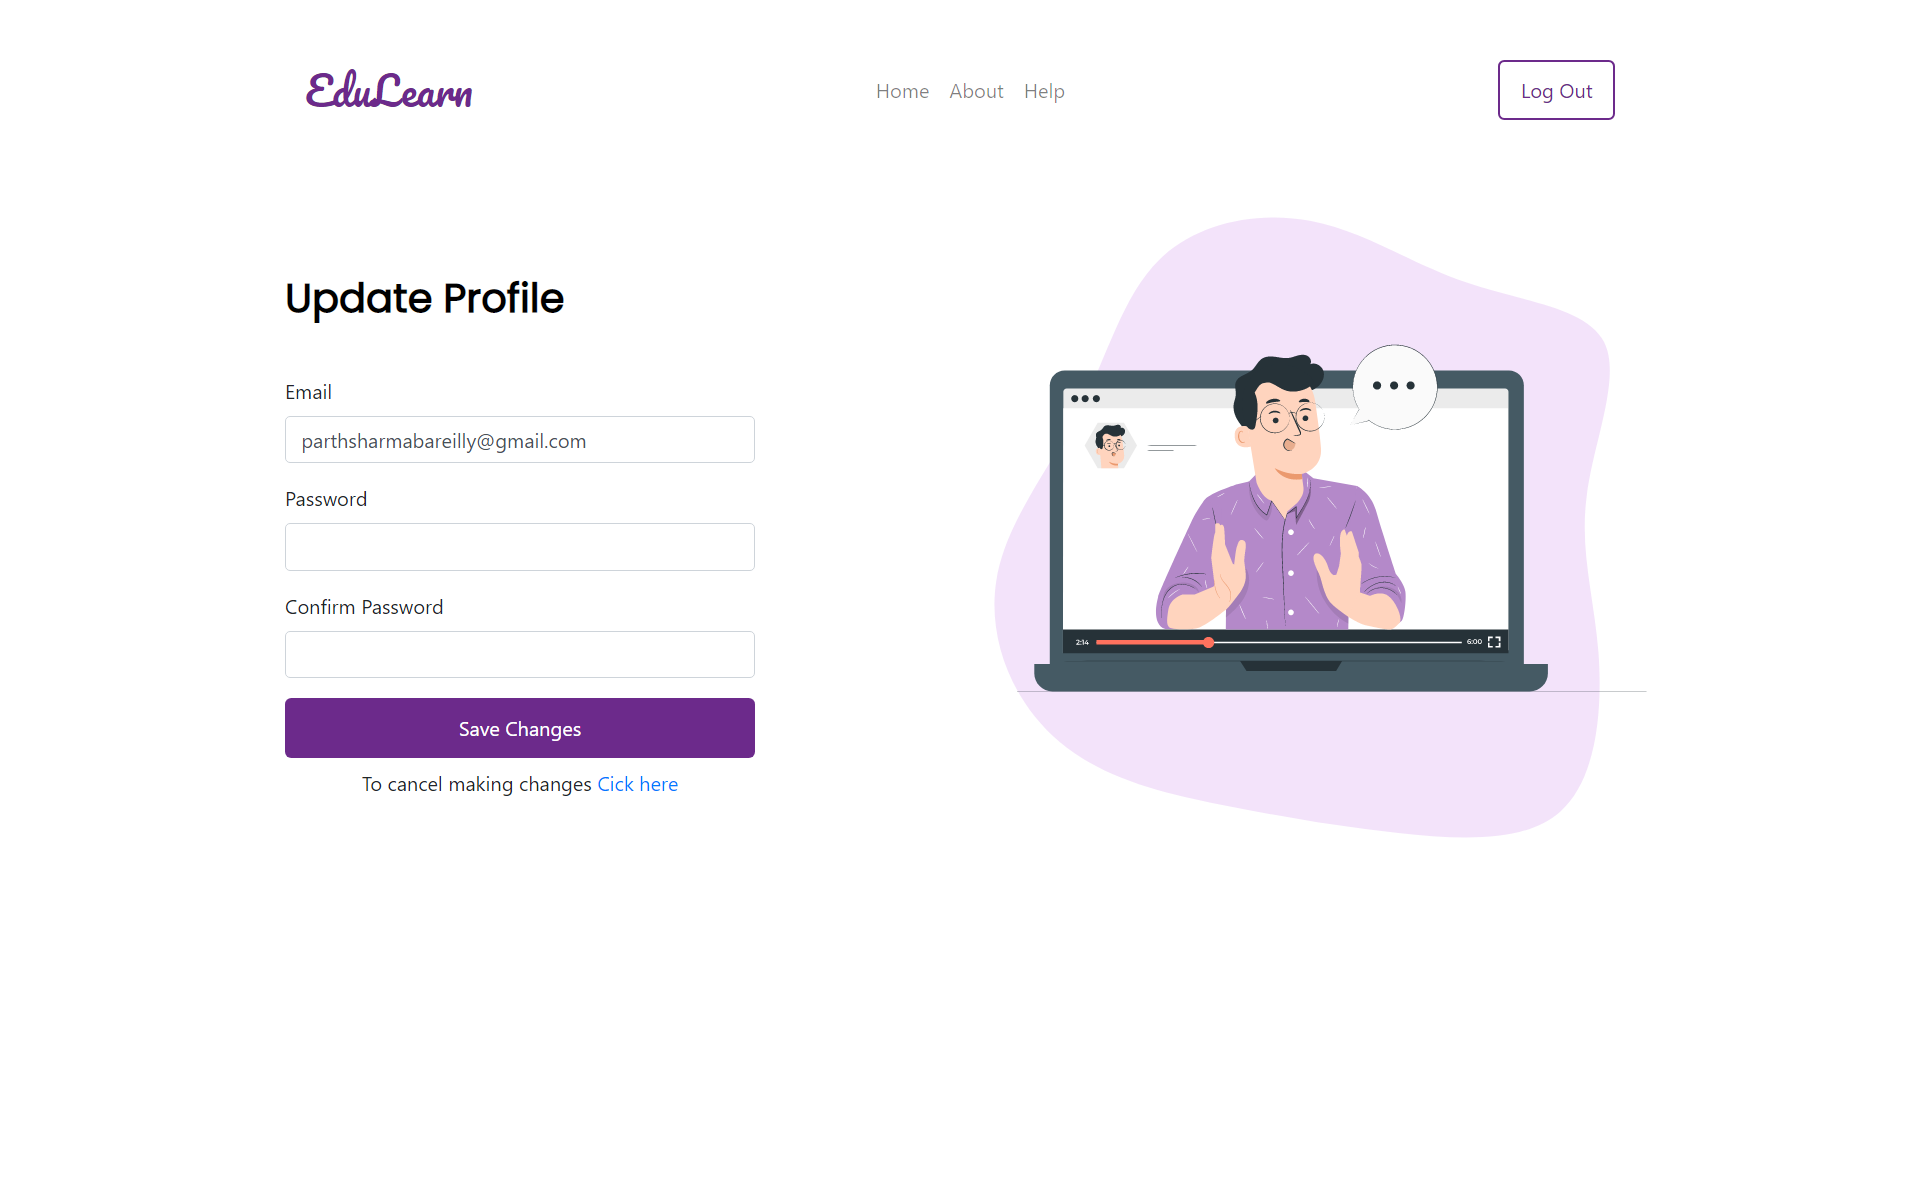 EduLearn
Home About Help
Log Out
Update Profile
Email
parthsharmabareilly@gmail.com
Password
Confirm Password
Save Changes
To cancel making changes Cick here
2:14
6:00